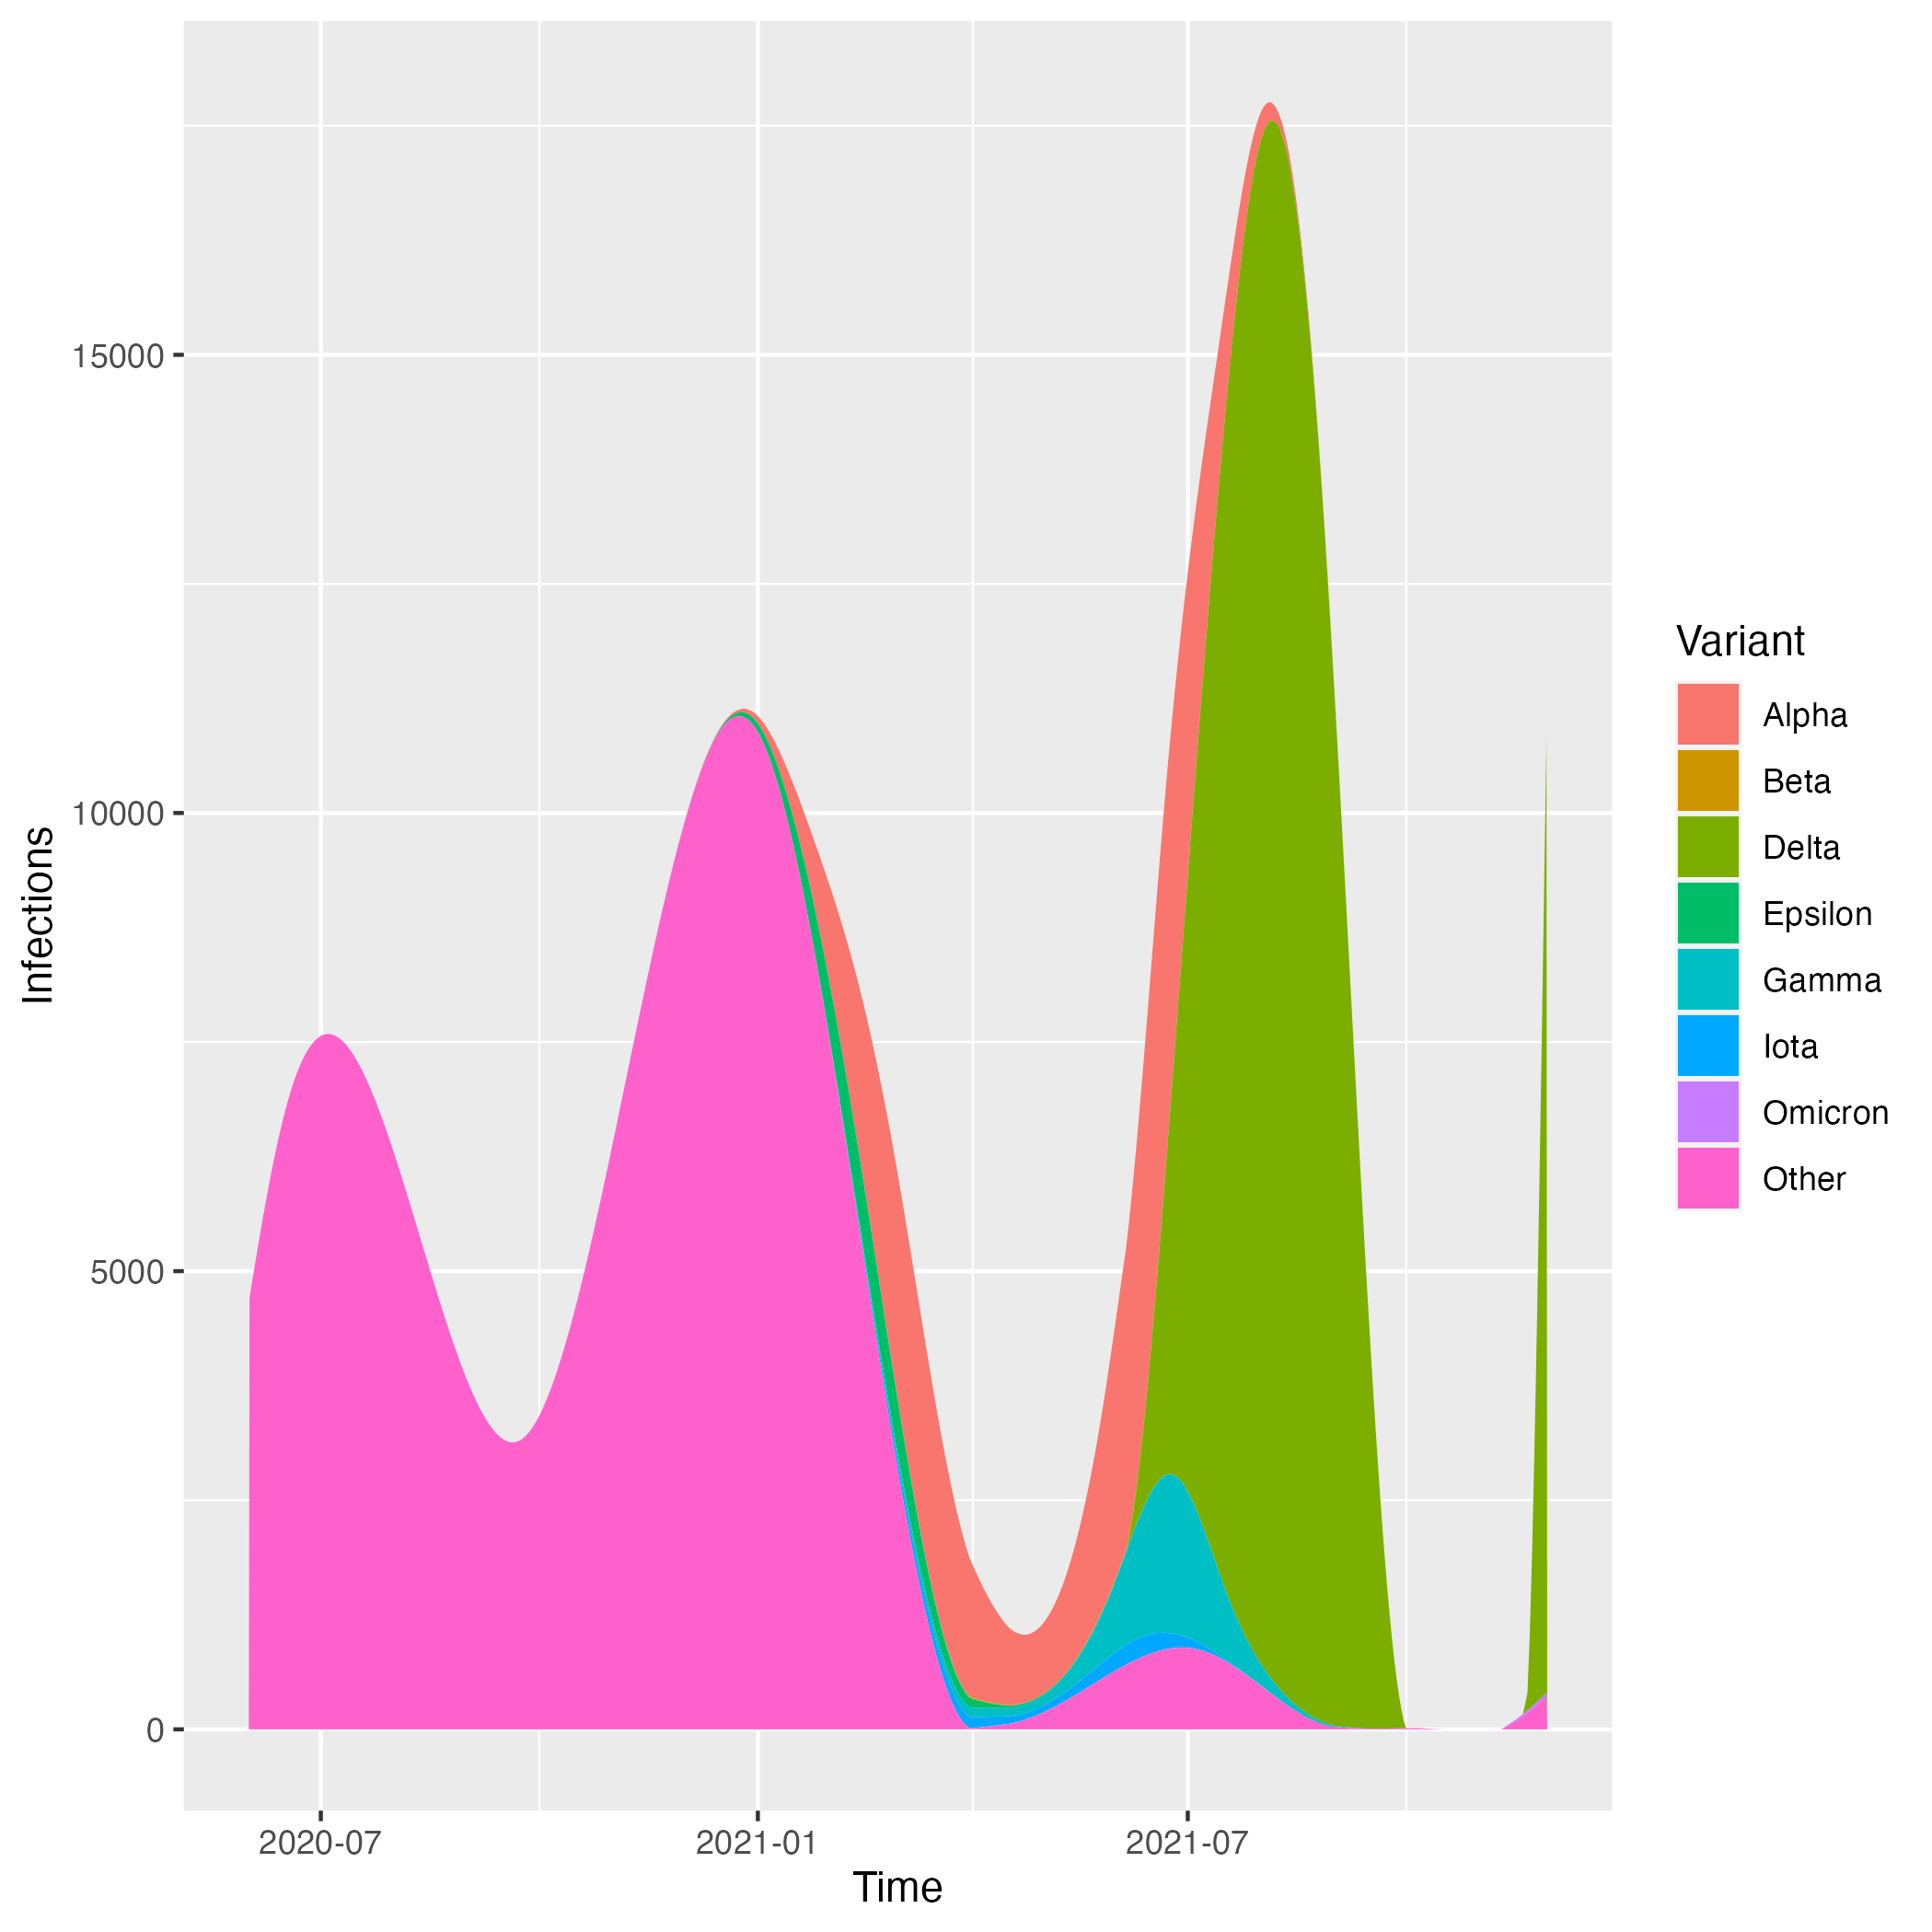 Infections
15000
10000
5000
0
2020-07
2021-01
2021-07
Time
Variant
Alpha
Beta
Delta
Epsilon
Gamma
Iota
Omicron
Other